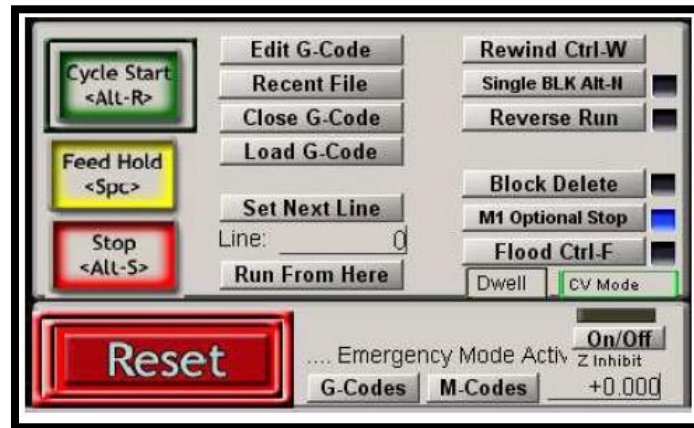 Cycle Start
<Alt-R>
Feed Hold
<Spc>
Stop
<Alt-S>
Edit G-Code
Recent File
Close G-Code
Load G-Code
Set Next Line
Line: 0
Run From Here
Rewind Ctrl-W
Single BLK Alt-N
Reverse Run
Block Delete
M1 Optional Stop
Flood Ctrl-F
Dwell CV Mode
Reset
.... Emergency Mode Activ
On/Off
Z Inhibit
+0.000
G-Codes M-Codes